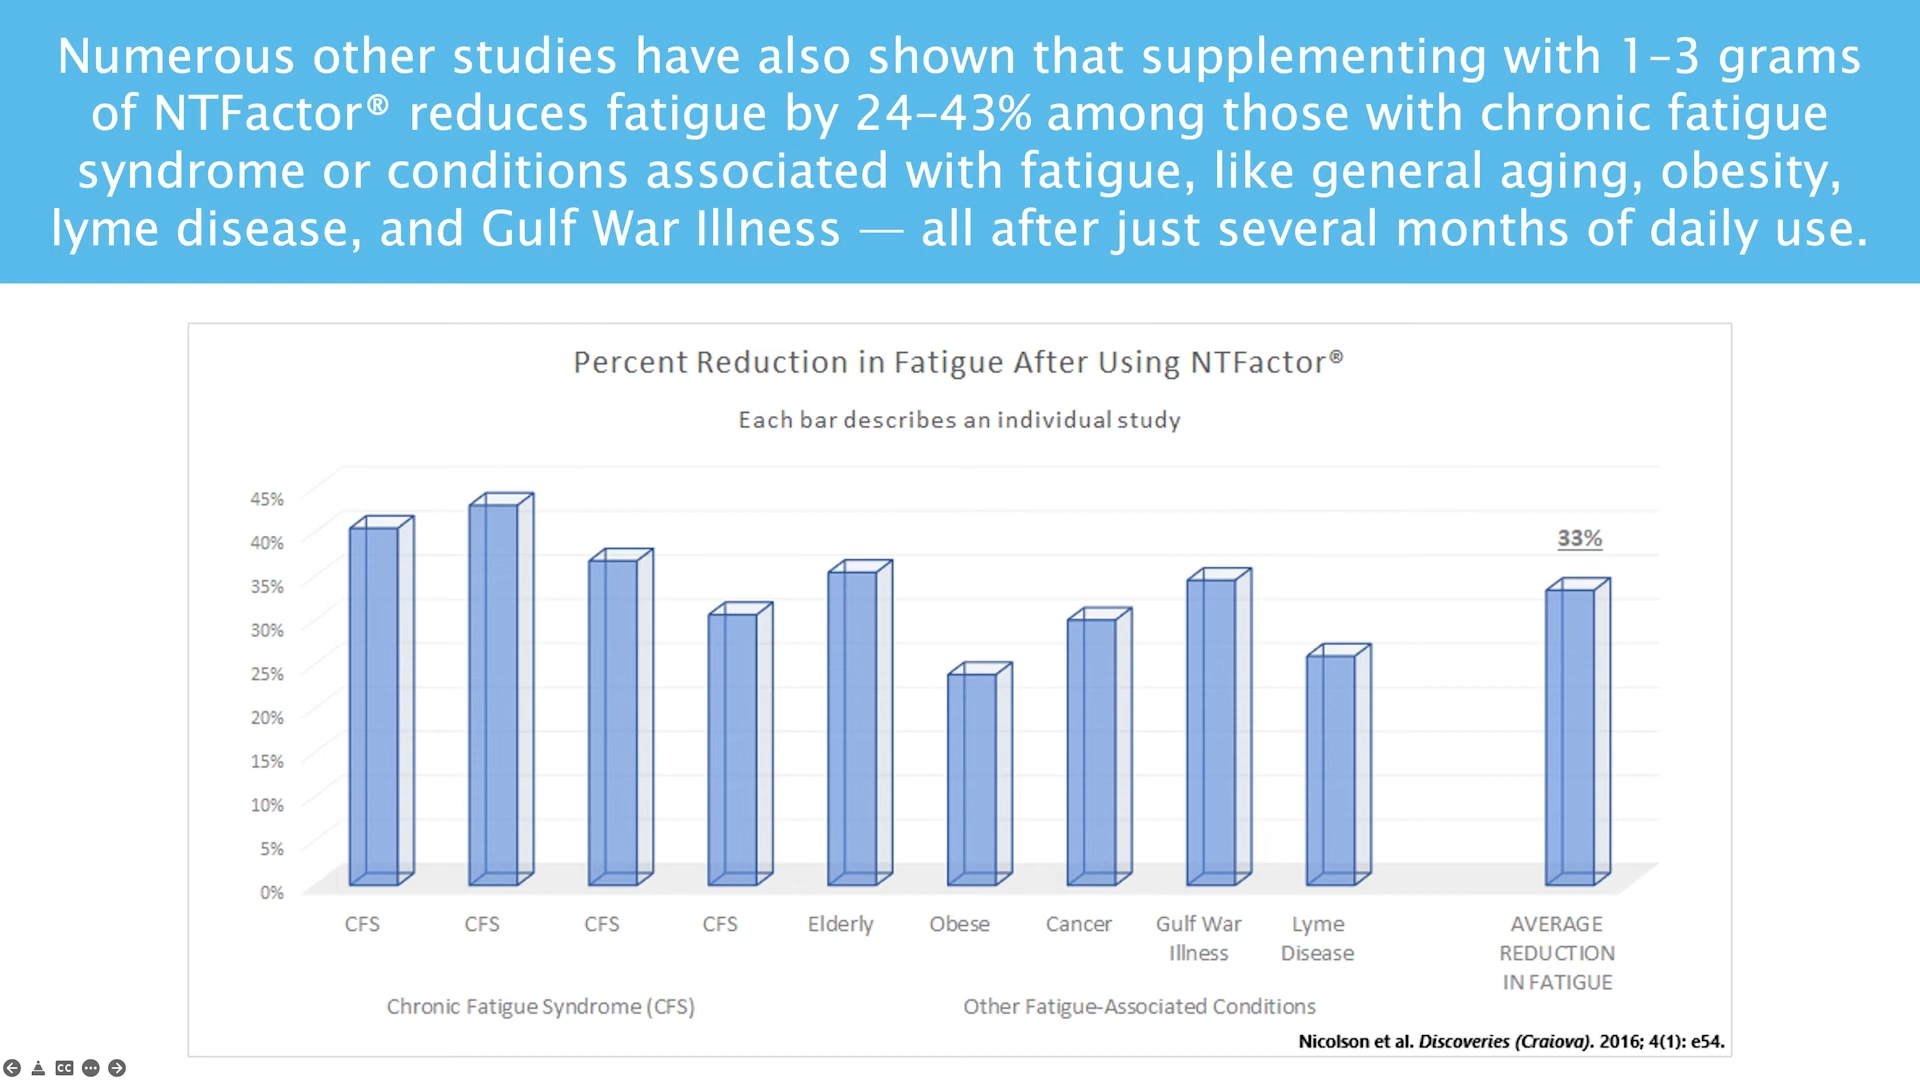 Numerous other studies have also shown that supplementing with 1–3 grams
of NTFactor® reduces fatigue by 24–43% among those with chronic fatigue
syndrome or conditions associated with fatigue, like general aging, obesity,
lyme disease, and Gulf War Illness — all after just several months of daily use.
Percent Reduction in Fatigue After Using NTFactor®
Each bar describes an individual study
45%
40%
35%
30%
25%
20%
15%
10%
5%
0%
33%
CFS CFS CFS CFS Elderly Obese Cancer Gulf War Lyme AVERAGE
Illness Disease REDUCTION
IN FATIGUE
Chronic Fatigue Syndrome (CFS) Other Fatigue-Associated Conditions
Nicolson et al. Discoveries (Craiova). 2016; 4(1): e54.
CC